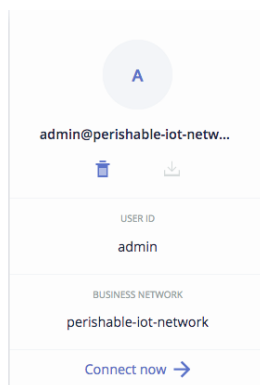 A
admin@perishable-iot-netw...
USER ID
admin
BUSINESS NETWORK
perishable-iot-network
Connect now